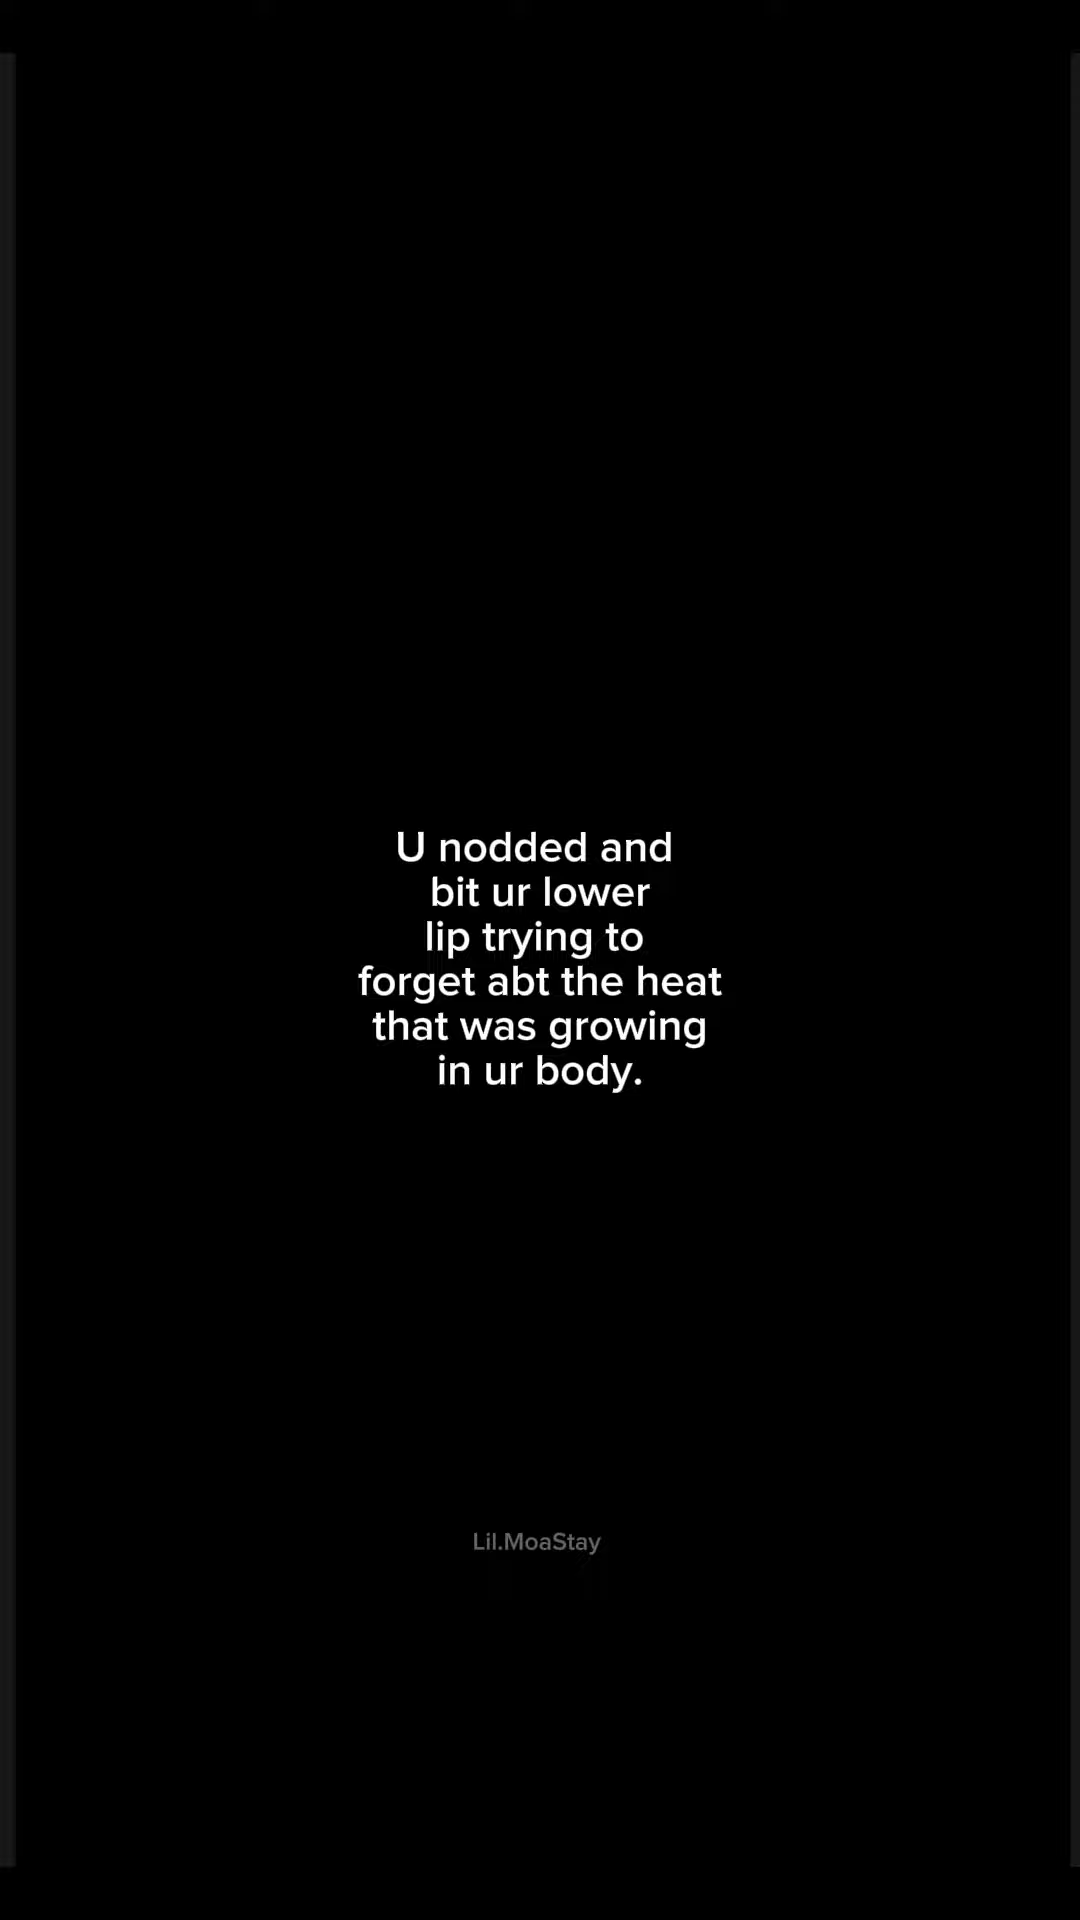 U nodded and
bit ur lower
lip trying to
forget abt the heat
that was growing
in ur body.
Lil.MoaStay